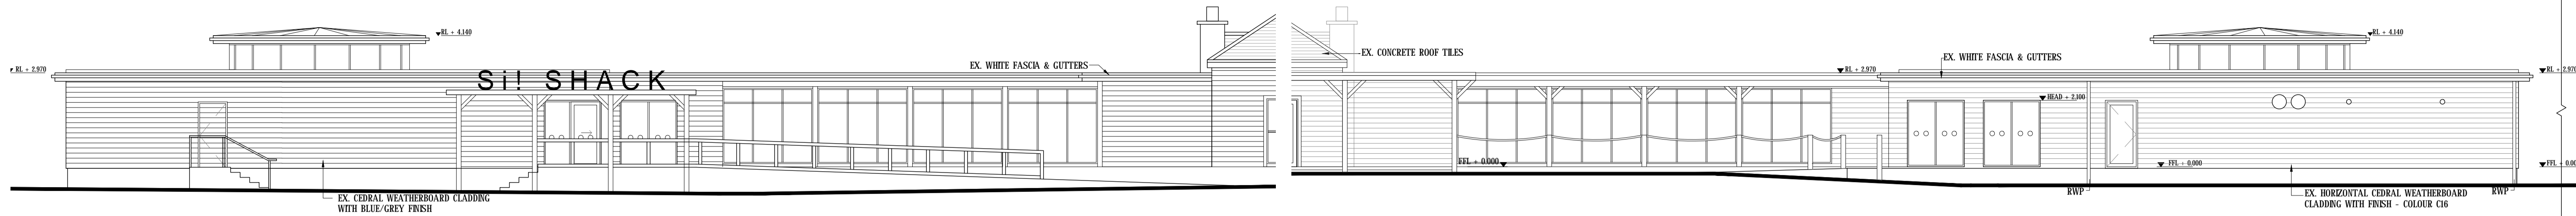 RL + 4.140
RL + 2.970
Si! SHACK
EX. WHITE FASCIA & GUTTERS
EX. CEDRAL WEATHERBOARD CLADDING
WITH BLUE/GREY FINISH
EX. CONCRETE ROOF TILES
RL + 2.970
EX. WHITE FASCIA & GUTTERS
RL + 4.140
RL + 2.970
HEAD + 2,100
FFL + 0.000
FFL + 0,000
FFL + 0.00
RWP
RWP
EX. HORIZONTAL CEDRAL WEATHERBOARD
CLADDING WITH FINISH - COLOUR C16